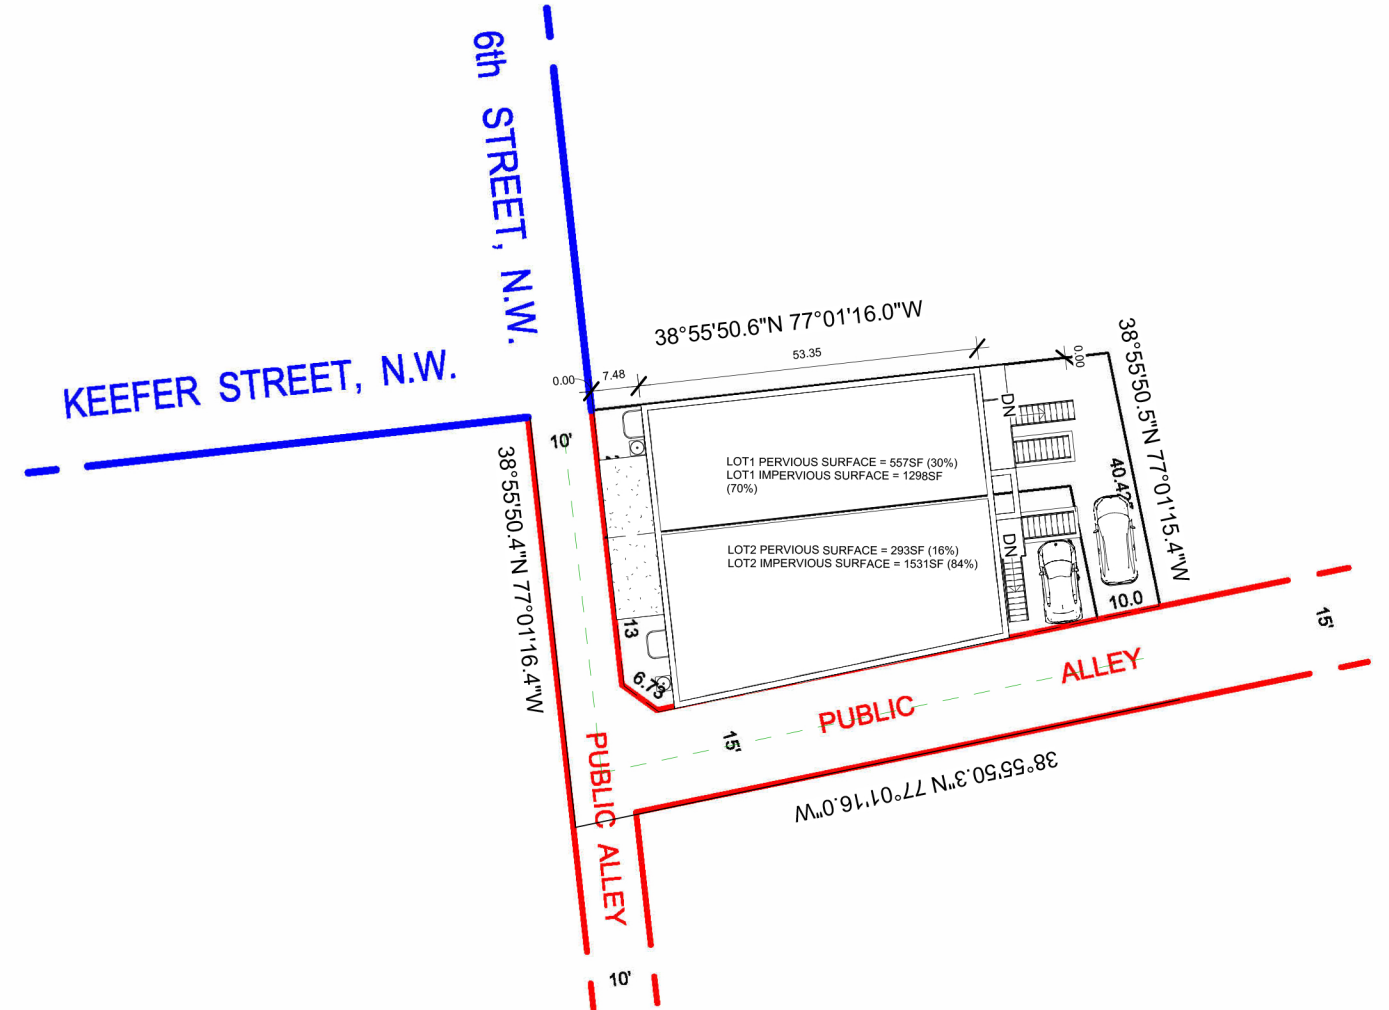 6th STREET, N.W.
KEEFER STREET, N.W.
38°55'50.6"N 77°01'16.0"W
53.35
0.00
7.48
0.00
38°55'50.5"N 77°01'15.4"W
10'
38°55'50.4"N 77°01'16.4"W
DN
LOT1 PERVIOUS SURFACE = 557SF (30%)
LOT1 IMPERVIOUS SURFACE = 1298SF
(70%)
40.42
DN
LOT2 PERVIOUS SURFACE = 293SF (16%)
LOT2 IMPERVIOUS SURFACE = 1531SF (84%)
10.0
13
6.73
15'
PUBLIC ALLEY
15'
38°55'50.3"N 77°01'16.0"W
PUBLIC ALLEY
10'